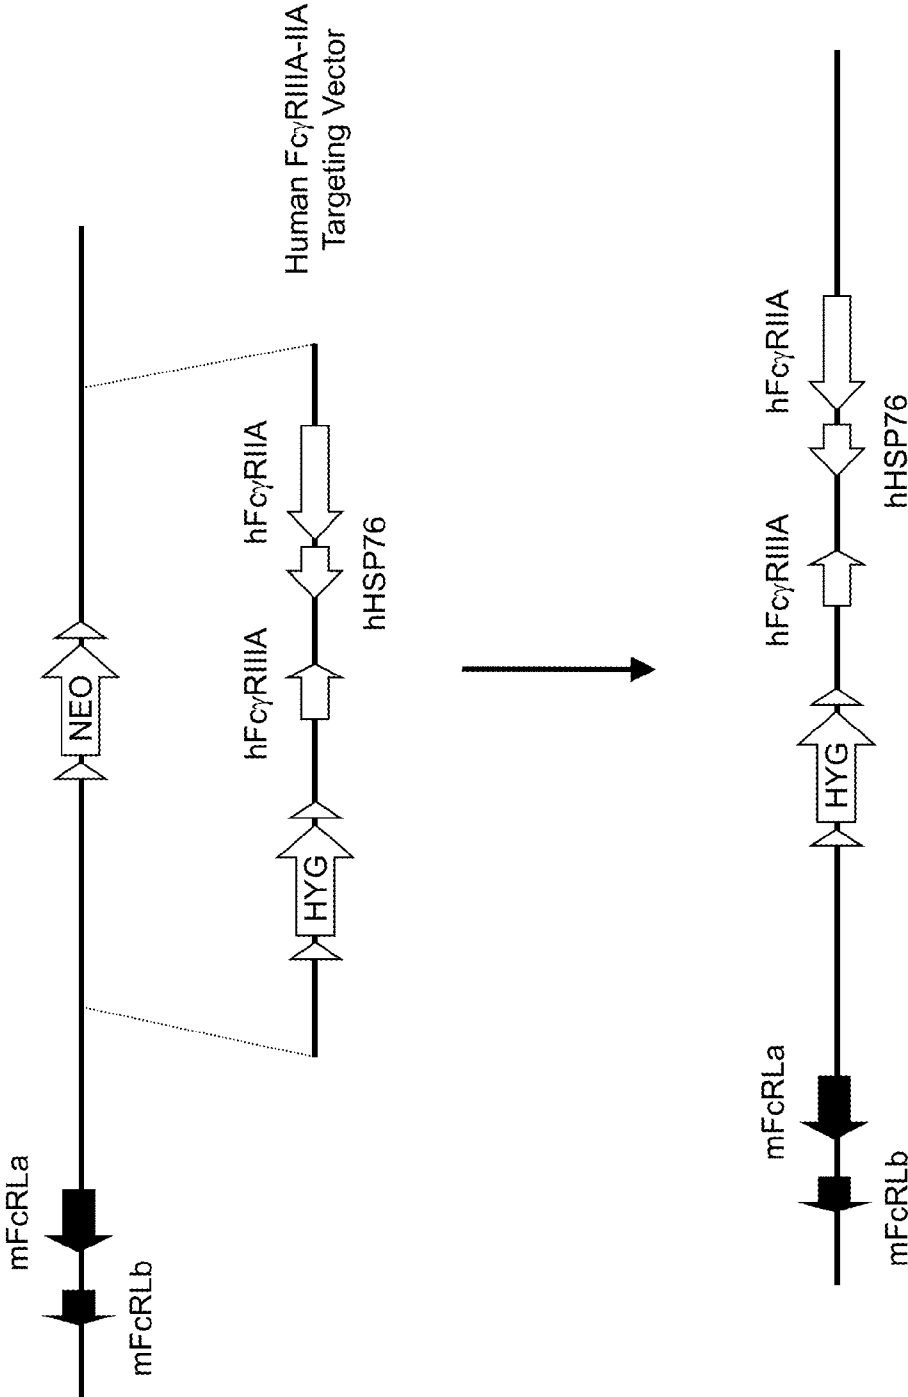 mFcRLa
mFcRLb
NEO
HYG
hFcγRIIIA
hFcγRIIA
hHSP76
Human FcγRIIIA-IIA
Targeting Vector
mFcRLa
mFcRLb
HYG
hFcγRIIIA
hFcγRIIA
hHSP76